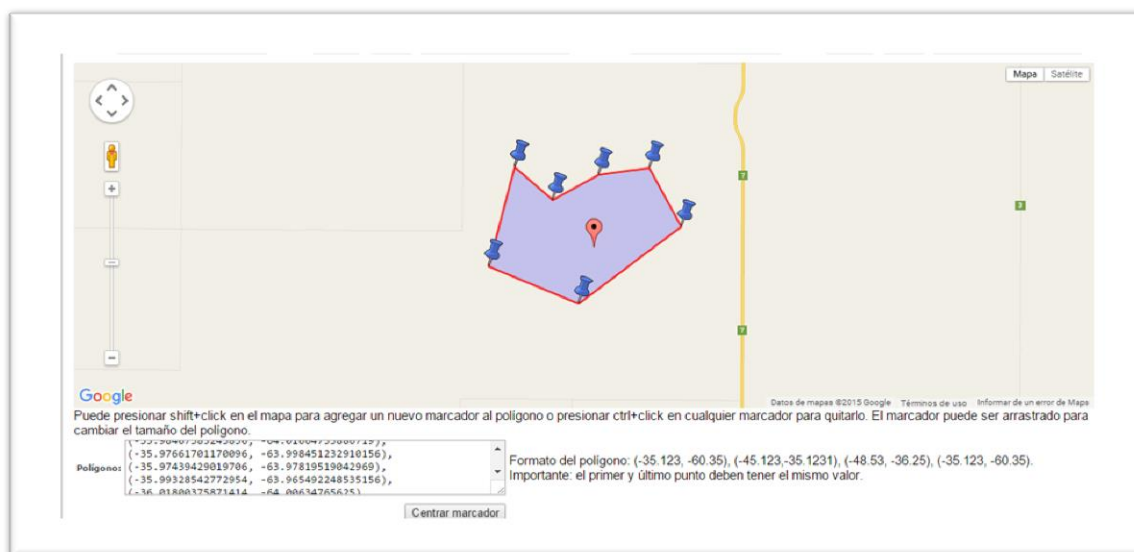 Mapa Satélite
7
3
7
Google
Datos de mapas ©2015 Google Términos de uso Informar de un error de Maps
Puede presionar shift+click en el mapa para agregar un nuevo marcador al polígono o presionar ctrl+click en cualquier marcador para quitarlo. El marcador puede ser arrastrado para
cambiar el tamaño del polígono.
Polígono:
(-35.97661701170096, -63.998451232910156),
(-35.97439429019706, -63.97819519042969),
(-35.99328542772954, -63.965492248535156),
(-36.01800375871414, -64.00634765625)
Formato del polígono: (-35.123, -60.35), (-45.123,-35.1231), (-48.53, -36.25), (-35.123, -60.35).
Importante: el primer y último punto deben tener el mismo valor.
Centrar marcador